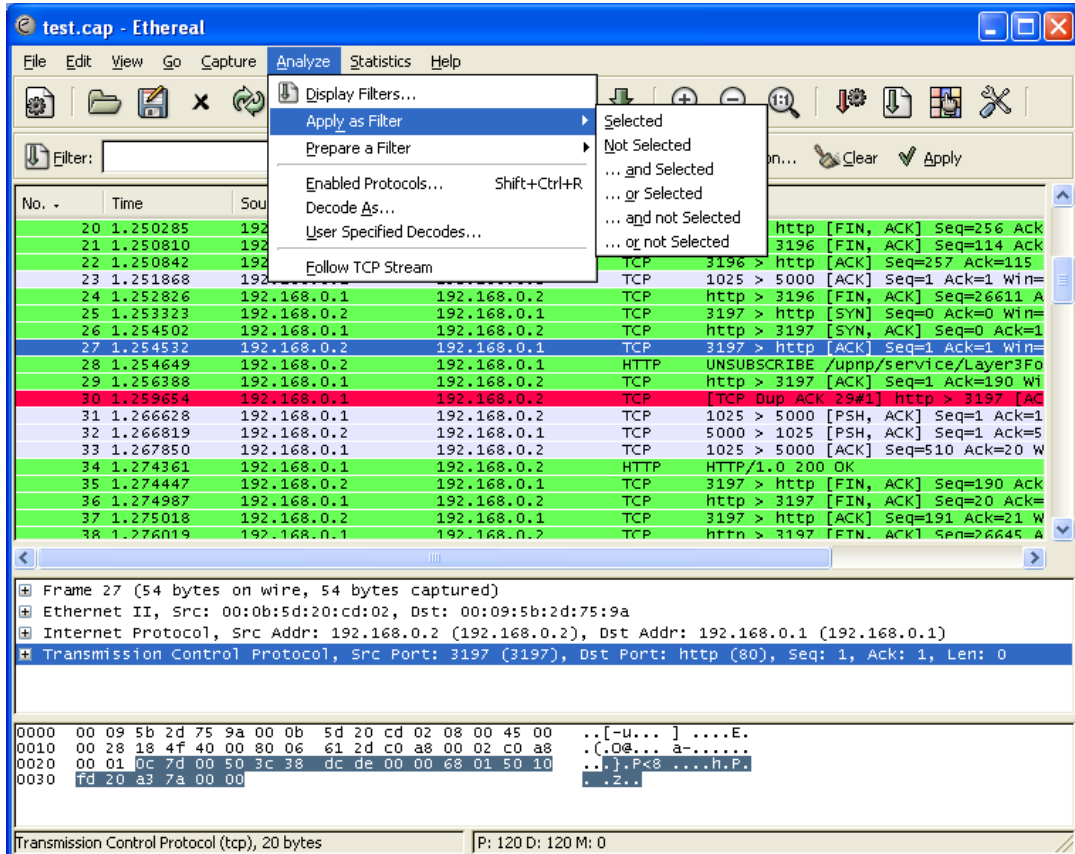 test.cap - Ethereal
File Edit View Go Capture Analyze Statistics Help
Display Filters...
Apply as Filter
Prepare a Filter
Enabled Protocols... Shift+Ctrl+R
Decode As...
User Specified Decodes...
Follow TCP Stream
Selected
Not Selected
... and Selected
... or Selected
... and not Selected
... or not Selected
Filter: n... Clear Apply
No. Time Sou
20 1.250285 192 http [FIN, ACK] Seq=256 Ack
21 1.250810 192 3196 [FIN, ACK] Seq=114 Ack
22 1.250842 192 TCP 3196 > http [ACK] Seq=257 Ack=115
23 1.251868 TCP 1025 > 5000 [ACK] Seq=1 Ack=1 Win=
24 1.252826 192.168.0.1 192.168.0.2 TCP http > 3196 [FIN, ACK] Seq=26611 A
25 1.253323 192.168.0.2 192.168.0.1 TCP 3197 > http [SYN] Seq=0 Ack=0 Win=
26 1.254502 192.168.0.1 192.168.0.2 TCP http > 3197 [SYN, ACK] Seq=0 Ack=1
27 1.254532 192.168.0.2 192.168.0.1 TCP 3197 > http [ACK] Seq=1 Ack=1 Win=
28 1.254649 192.168.0.2 192.168.0.1 HTTP UNSUBSCRIBE /upnp/service/Layer3Fo
29 1.256388 192.168.0.1 192.168.0.2 TCP http > 3197 [ACK] Seq=1 Ack=190 Wi
30 1.259654 192.168.0.1 192.168.0.2 TCP [TCP Dup ACK 29#1] http > 3197 [AC
31 1.266628 192.168.0.1 192.168.0.2 TCP 1025 > 5000 [PSH, ACK] Seq=1 Ack=1
32 1.266819 192.168.0.2 192.168.0.1 TCP 5000 > 1025 [PSH, ACK] Seq=1 Ack=5
33 1.267850 192.168.0.1 192.168.0.2 TCP 1025 > 5000 [ACK] Seq=510 Ack=20 W
34 1.274361 192.168.0.1 192.168.0.2 HTTP HTTP/1.0 200 OK
35 1.274447 192.168.0.2 192.168.0.1 TCP 3197 > http [FIN, ACK] Seq=190 Ack
36 1.274987 192.168.0.1 192.168.0.2 TCP http > 3197 [FIN, ACK] Seq=20 Ack=
37 1.275018 192.168.0.2 192.168.0.1 TCP 3197 > http [ACK] Seq=191 Ack=21 W
38 1.276019 192.168.0.1 192.168.0.2 TCP http > 3197 [FIN, ACK] Seq=26645 A
Frame 27 (54 bytes on wire, 54 bytes captured)
Ethernet II, Src: 00:0b:5d:20:cd:02, Dst: 00:09:5b:2d:75:9a
Internet Protocol, Src Addr: 192.168.0.2 (192.168.0.2), Dst Addr: 192.168.0.1 (192.168.0.1)
Transmission Control Protocol, Src Port: 3197 (3197), Dst Port: http (80), Seq: 1, Ack: 1, Len: 0
0000 00 09 5b 2d 75 9a 00 0b 5d 20 cd 02 08 00 45 00 ..[-u... ] ....E.
0010 00 28 18 4f 40 00 80 06 61 2d c0 a8 00 02 c0 a8 .(.O@... a-......
0020 00 01 0c 7d 00 50 3c 38 dc de 00 00 68 01 50 10 ...}.P<8 ....h.P.
0030 fd 20 a3 7a 00 00 . .z..
Transmission Control Protocol (tcp), 20 bytes P: 120 D: 120 M: 0